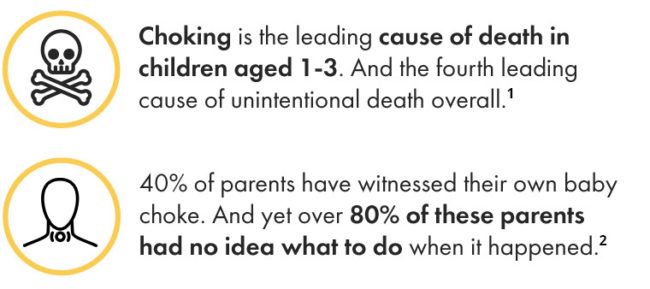 Choking is the leading cause of death in
children aged 1-3. And the fourth leading
cause of unintentional death overall.¹
40% of parents have witnessed their own baby
choke. And yet over 80% of these parents
had no idea what to do when it happened.²